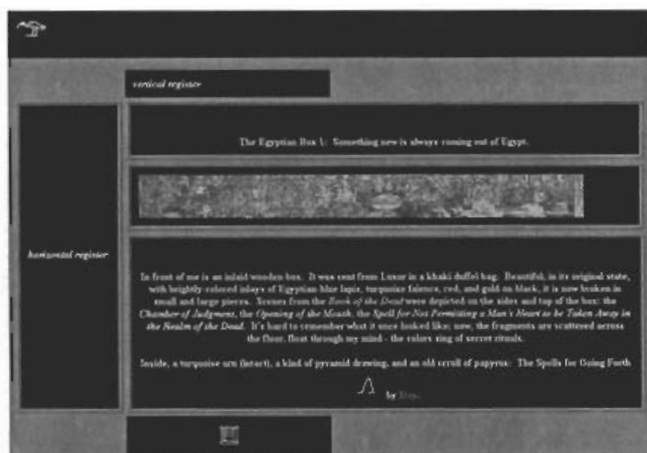 vertical register
The Egyptian Box 1: Something new is always coming out of Egypt.
horizontal register
In front of me is an inlaid wooden box. It was sent from Luxor in a khaki duffel bag. Beautiful, in its original state,
with brightly colored inlays of Egyptian blue lapis, turquoise faience, red, and gold on black, it is now broken in
small and large pieces. Scenes from the Book of the Dead were depicted on the sides and top of the box: the
Chamber of Judgment, the Opening of the Mouth, the Spell for Not Permitting a Man's Heart to be Taken Away in
the Realm of the Dead. It's hard to remember what it once looked like; now, the fragments are scattered across
the floor, float through my mind - the colors sing of secret rituals.
Inside, a turquoise urn (intact), a kind of pyramid drawing, and an old scroll of papyrus: The Spells for Going Forth
by Day.